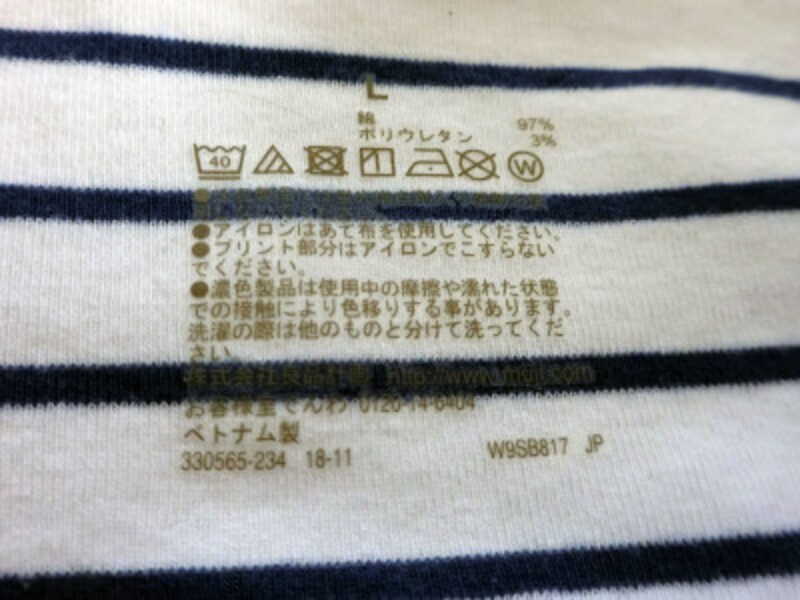 L
綿 97%
ポリウレタン 3%
40 W
●アイロンはあて布を使用してください。
●プリント部分はアイロンでこすらない
でください。
●濃色製品は使用中の摩擦や濡れた状態
での接触により色移りする事があります。
洗濯の際は他のものと分けて洗ってくだ
さい。
株式会社良品計画 http://www.muji.com
お客様室でんわ 0120-14-6404
ベトナム製
330565-234 18-11 W9SB817 JP